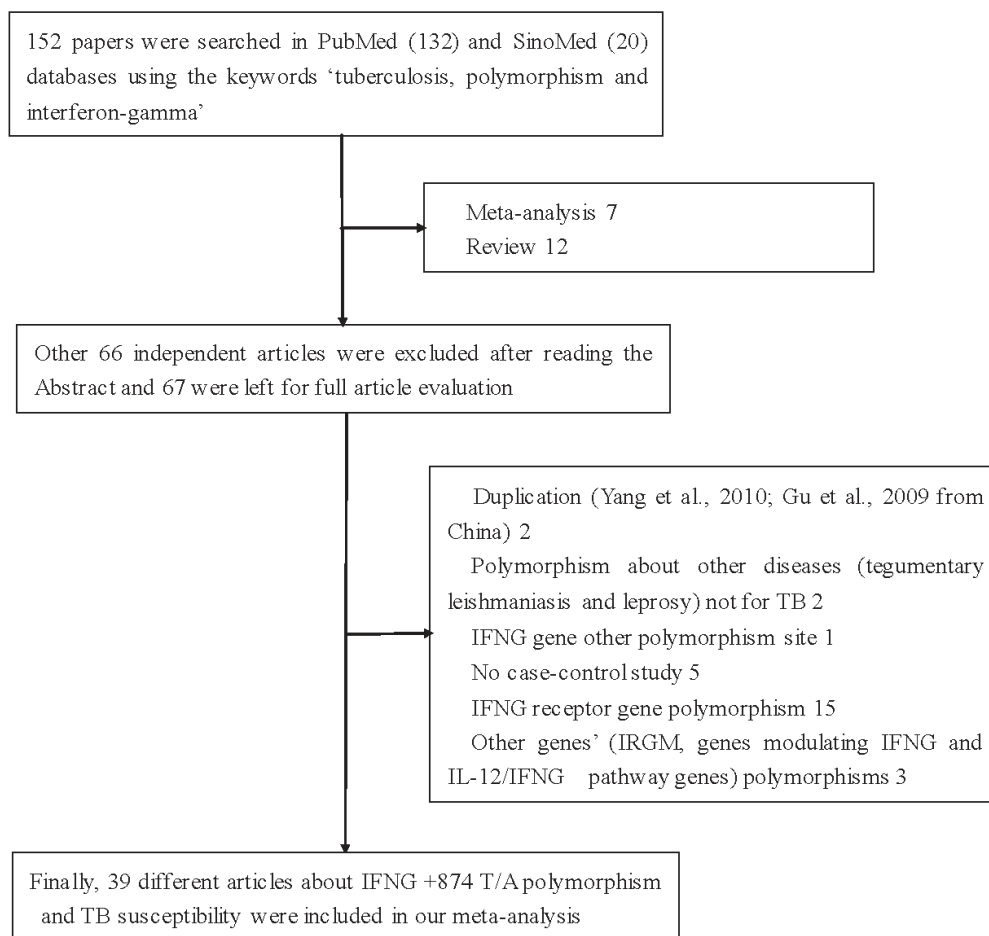 152 papers were searched in PubMed (132) and SinoMed (20)
databases using the keywords ‘tuberculosis, polymorphism and
interferon-gamma’
Meta-analysis 7
Review 12
Other 66 independent articles were excluded after reading the
Abstract and 67 were left for full article evaluation
Duplication (Yang et al., 2010; Gu et al., 2009 from
China) 2
Polymorphism about other diseases (tegumentary
leishmaniasis and leprosy) not for TB 2
IFNG gene other polymorphism site 1
No case-control study 5
IFNG receptor gene polymorphism 15
Other genes’ (IRGM, genes modulating IFNG and
IL-12/IFNG pathway genes) polymorphisms 3
Finally, 39 different articles about IFNG +874 T/A polymorphism
and TB susceptibility were included in our meta-analysis